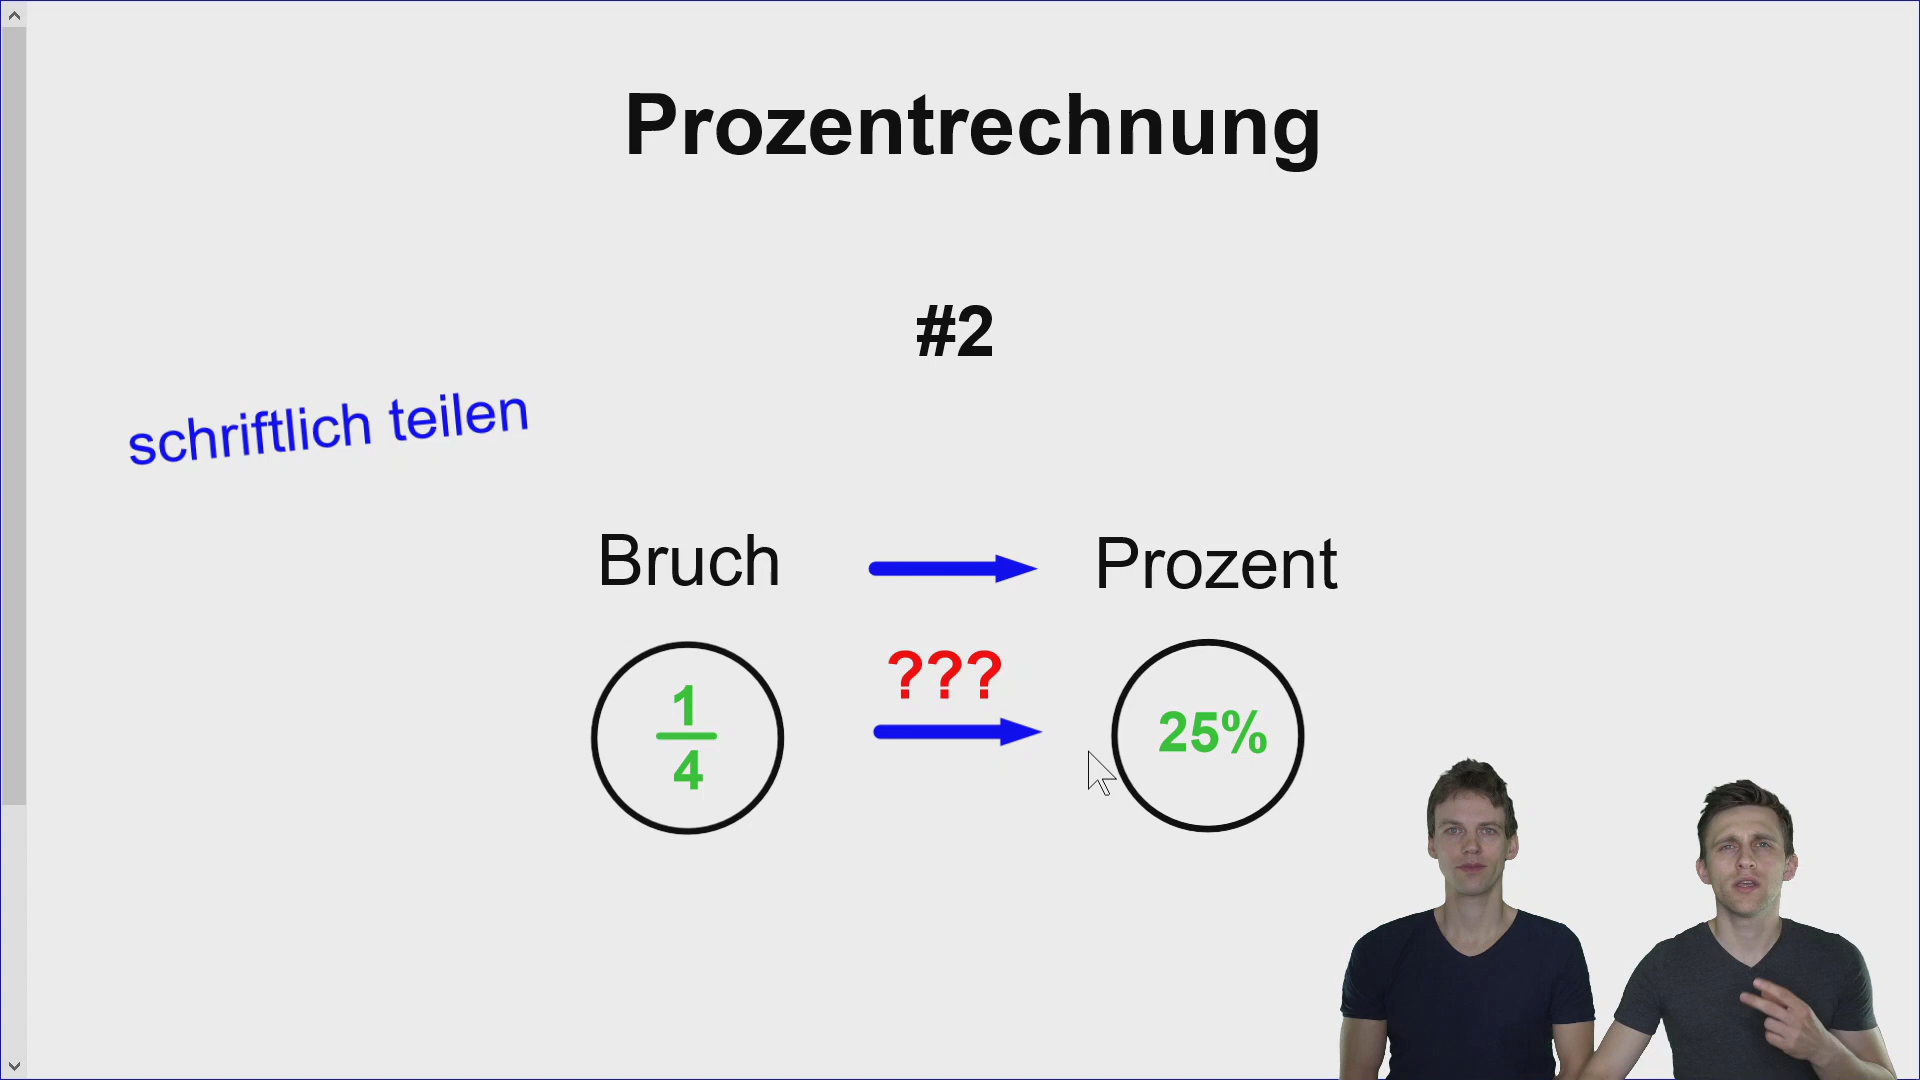 Prozentrechnung
#2
schriftlich teilen
Bruch
Prozent
???
1
4
25%